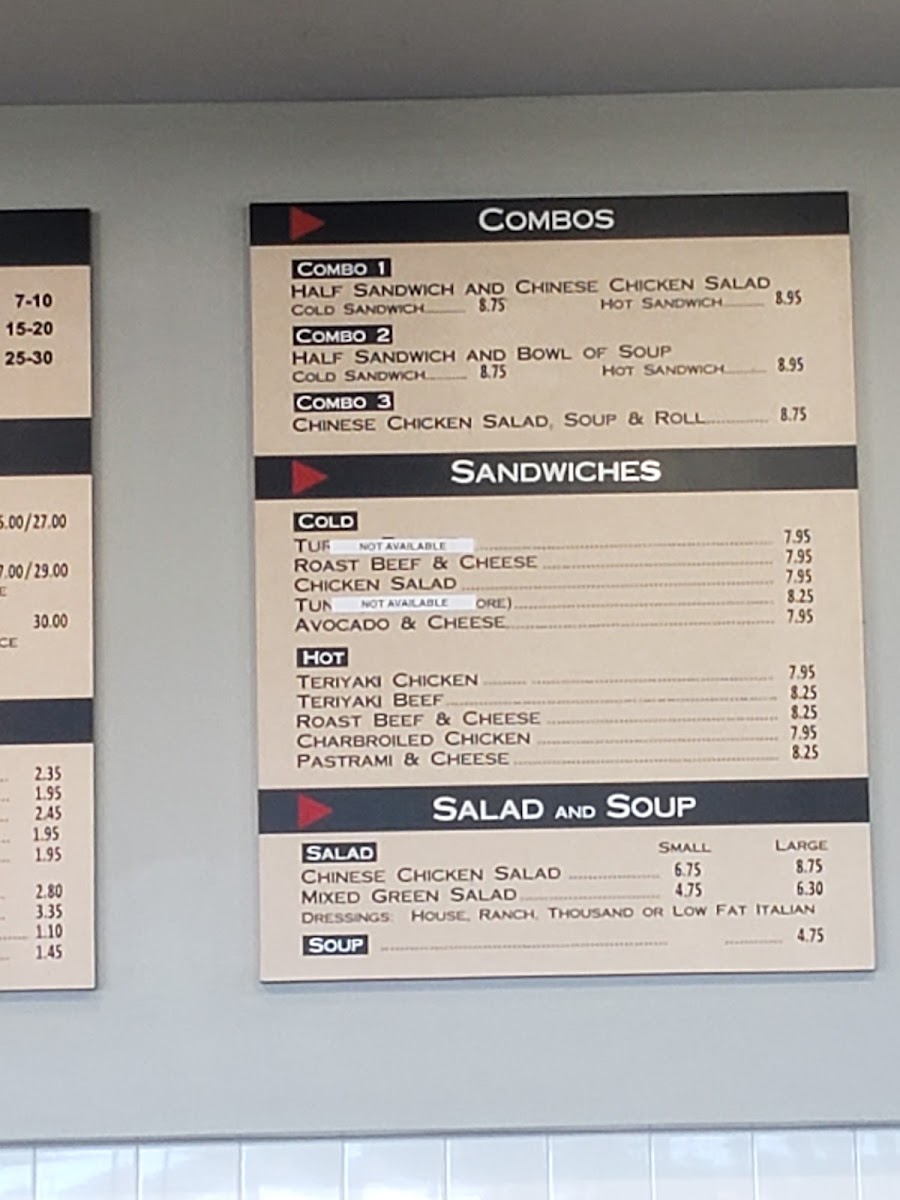 7-10
15-20
25-30
5.00/27.00
7.00/29.00
E
30.00
CE
2.35
1.95
2.45
1.95
1.95
2.80
3.35
1.10
1.45
COMBOS
COMBO 1
HALF SANDWICH AND CHINESE CHICKEN SALAD
COLD SANDWICH 8.75 HOT SANDWICH 8.95
COMBO 2
HALF SANDWICH AND BOWL OF SOUP
COLD SANDWICH 8.75 HOT SANDWICH 8.95
COMBO 3
CHINESE CHICKEN SALAD, SOUP & ROLL 8.75
SANDWICHES
COLD
TUR NOT AVAILABLE 7.95
ROAST BEEF & CHEESE 7.95
CHICKEN SALAD 7.95
TUN NOT AVAILABLE ORE) 8.25
AVOCADO & CHEESE 7.95
HOT
TERIYAKI CHICKEN 7.95
TERIYAKI BEEF 8.25
ROAST BEEF & CHEESE 8.25
CHARBROILED CHICKEN 7.95
PASTRAMI & CHEESE 8.25
SALAD AND SOUP
SALAD SMALL LARGE
CHINESE CHICKEN SALAD 6.75 8.75
MIXED GREEN SALAD 4.75 6.30
DRESSINGS: HOUSE, RANCH, THOUSAND OR LOW FAT ITALIAN
SOUP 4.75